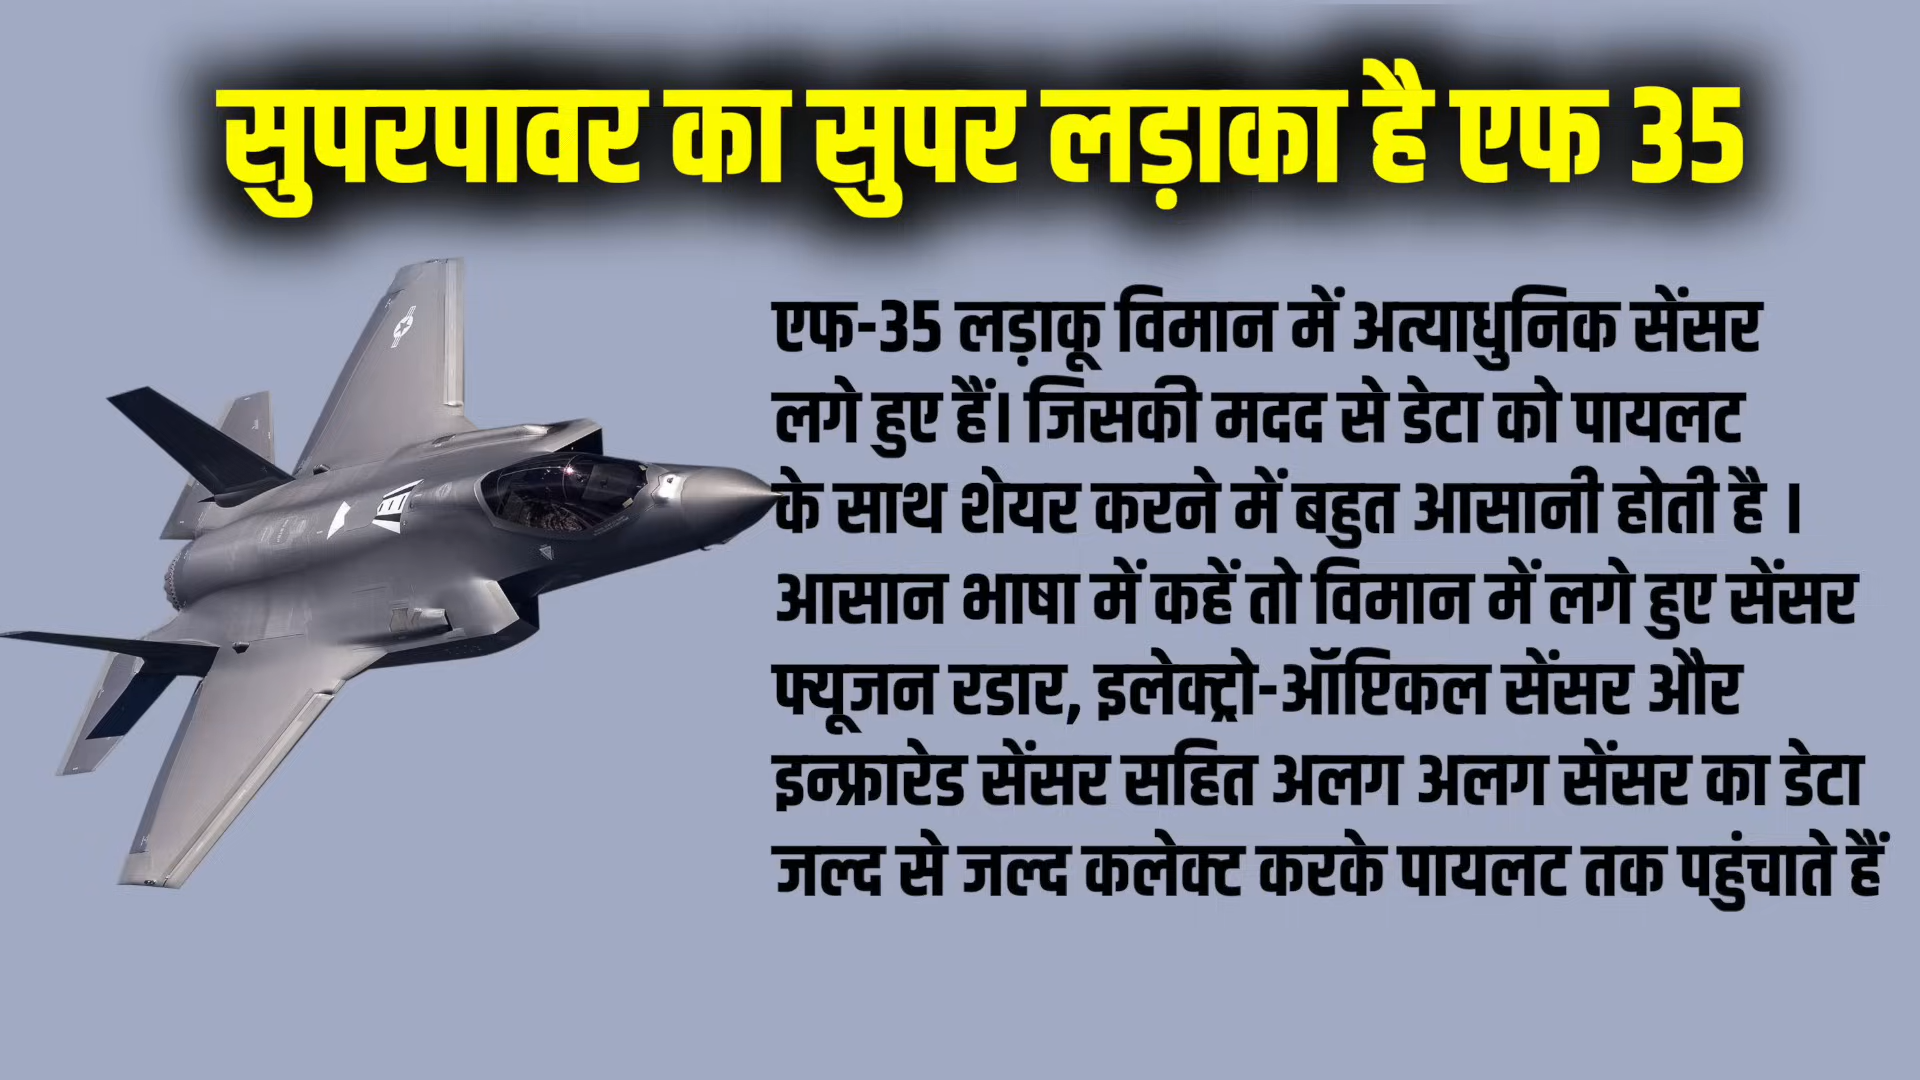 सुपरपावर का सुपर लड़ाका है एफ 35
एफ-35 लड़ाकू विमान में अत्याधुनिक सेंसर
लगे हुए हैं। जिसकी मदद से डेटा को पायलट
के साथ शेयर करने में बहुत आसानी होती है ।
आसान भाषा में कहें तो विमान में लगे हुए सेंसर
फ्यूजन रडार, इलेक्ट्रो-ऑप्टिकल सेंसर और
इन्फ्रारेड सेंसर सहित अलग अलग सेंसर का डेटा
जल्द से जल्द कलेक्ट करके पायलट तक पहुंचाते हैं